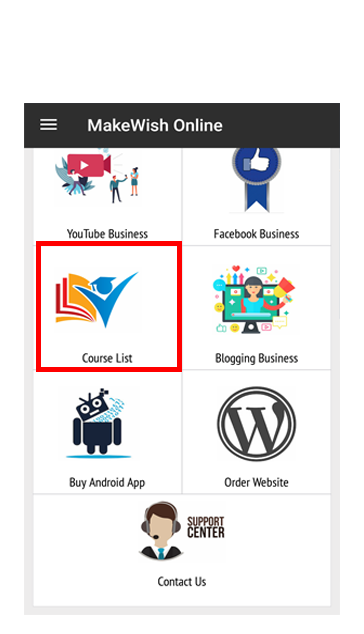 MakeWish Online
YouTube Business
Facebook Business
Course List
Blogging Business
Buy Android App
Order Website
SUPPORT
CENTER
Contact Us